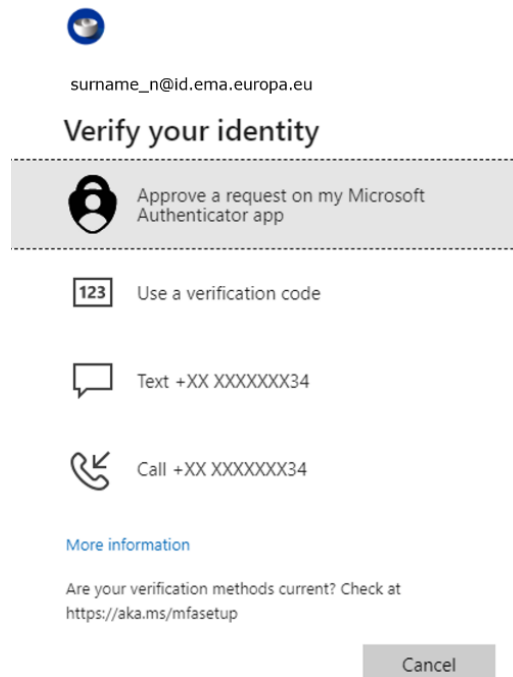 surname_n@id.ema.europa.eu
Verify your identity
Approve a request on my Microsoft
Authenticator app
123
Use a verification code
Text +XX XXXXXXX34
Call +XX XXXXXXX34
More information
Are your verification methods current? Check at
https://aka.ms/mfasetup
Cancel